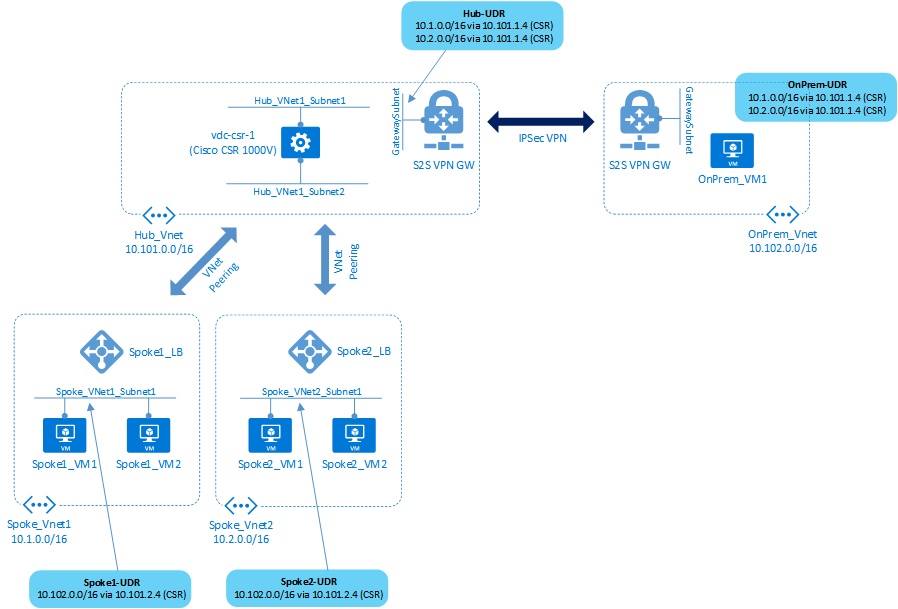 Hub-UDR
10.1.0.0/16 via 10.101.1.4 (CSR)
10.2.0.0/16 via 10.101.1.4 (CSR)
Hub_VNet1_Subnet1
vdc-csr-1
(Cisco CSR 1000V)
Hub_VNet1_Subnet2
GatewaySubnet
S2S VPN GW
Hub_Vnet
10.101.0.0/16
IPSec VPN
S2S VPN GW
GatewaySubnet
OnPrem-UDR
10.1.0.0/16 via 10.101.1.4 (CSR)
10.2.0.0/16 via 10.101.1.4 (CSR)
VM
OnPrem_VM1
OnPrem_Vnet
10.102.0.0/16
VNet
Peering
VNet
Peering
Spoke1_LB
Spoke_VNet1_Subnet1
VM
VM
Spoke1_VM1
Spoke1_VM2
Spoke_Vnet1
10.1.0.0/16
Spoke2_LB
Spoke_VNet2_Subnet1
VM
VM
Spoke2_VM1
Spoke2_VM2
Spoke_Vnet2
10.2.0.0/16
Spoke1-UDR
10.102.0.0/16 via 10.101.2.4 (CSR)
Spoke2-UDR
10.102.0.0/16 via 10.101.2.4 (CSR)